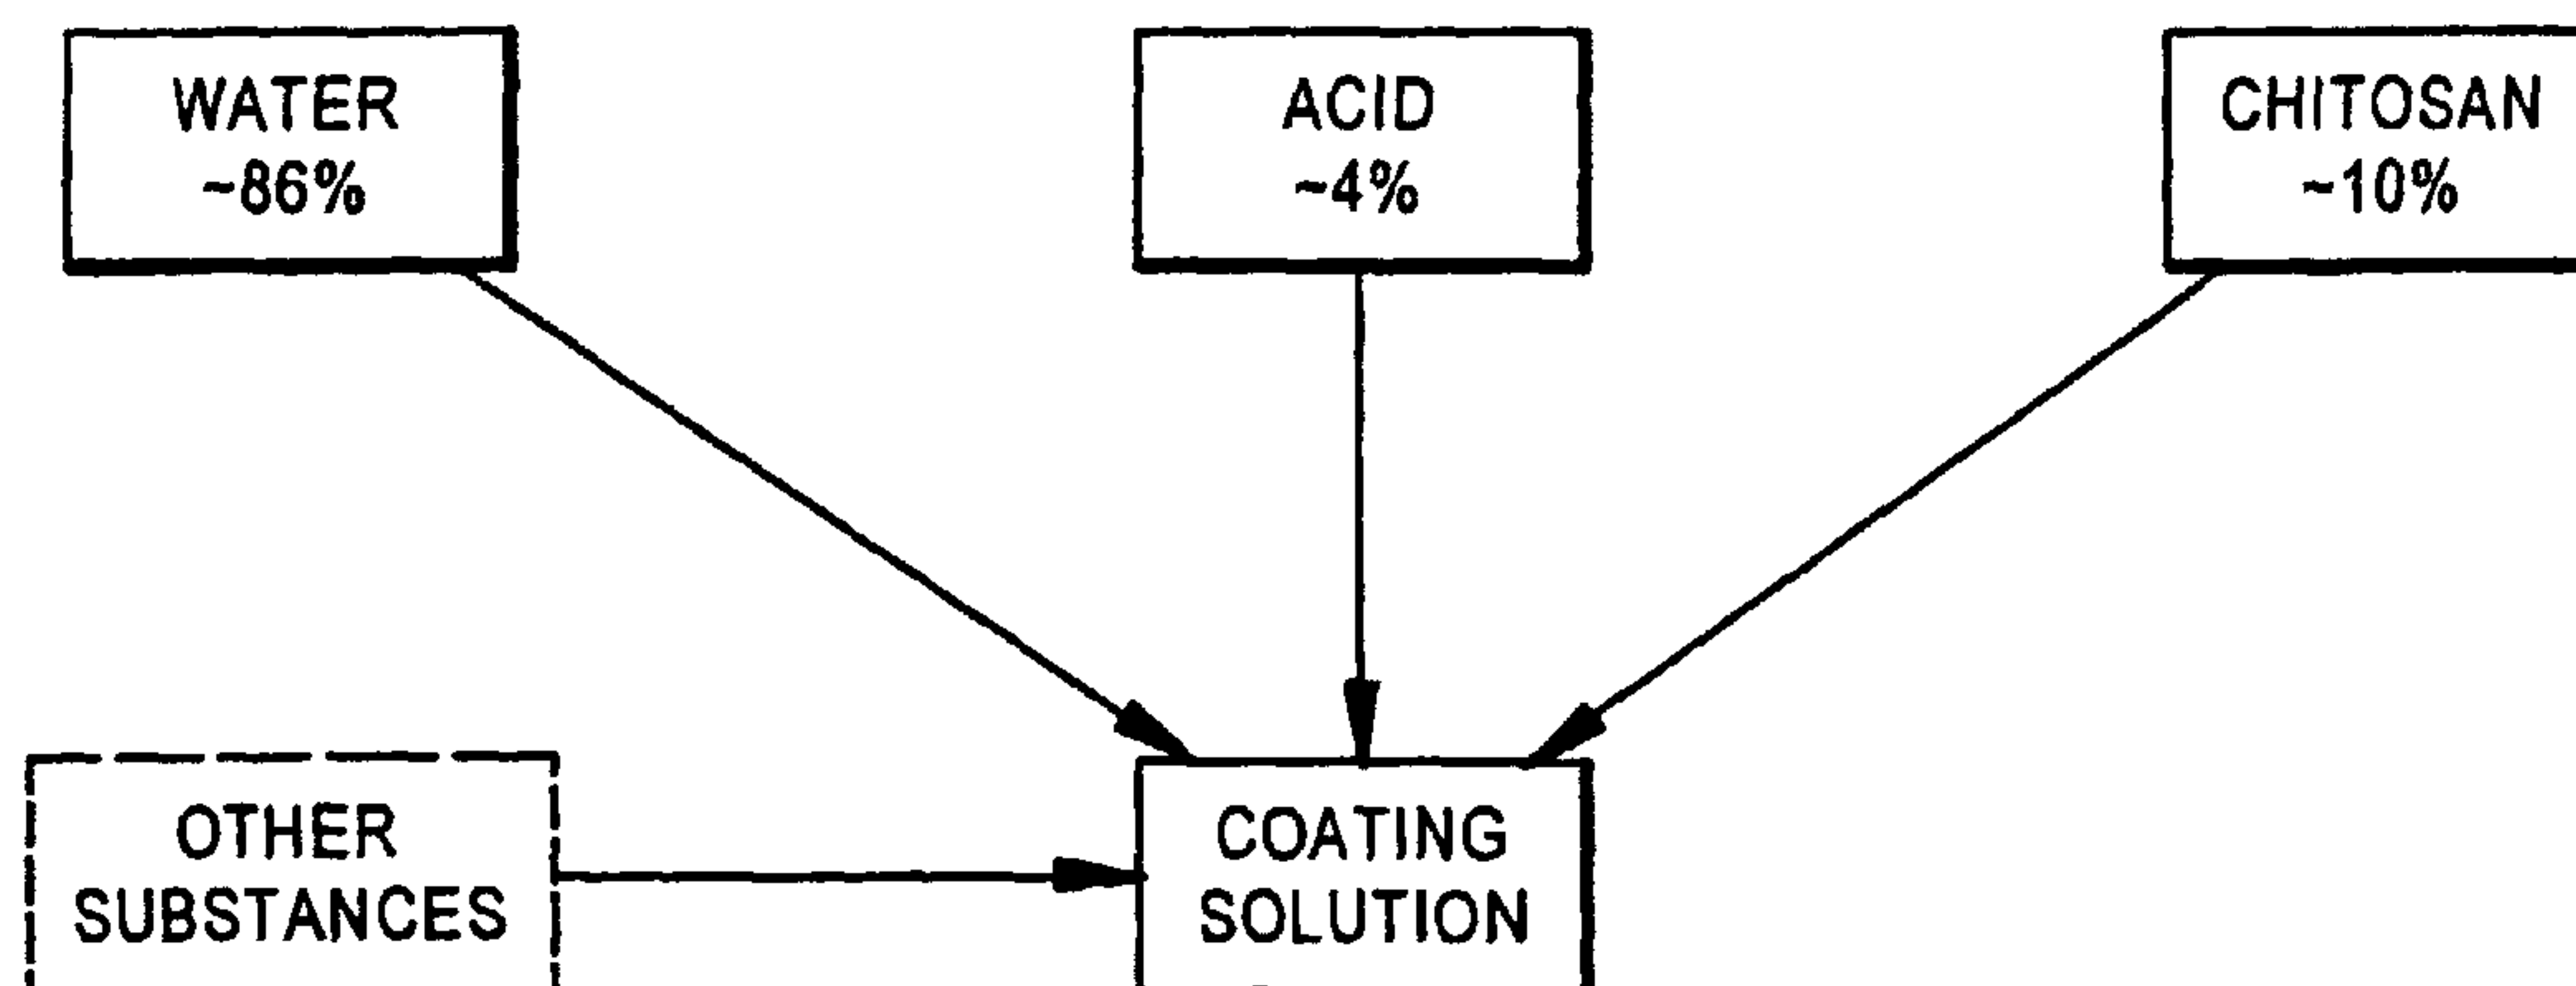 WATER
~86%
ACID
~4%
CHITOSAN
~10%
OTHER
SUBSTANCES
COATING
SOLUTION